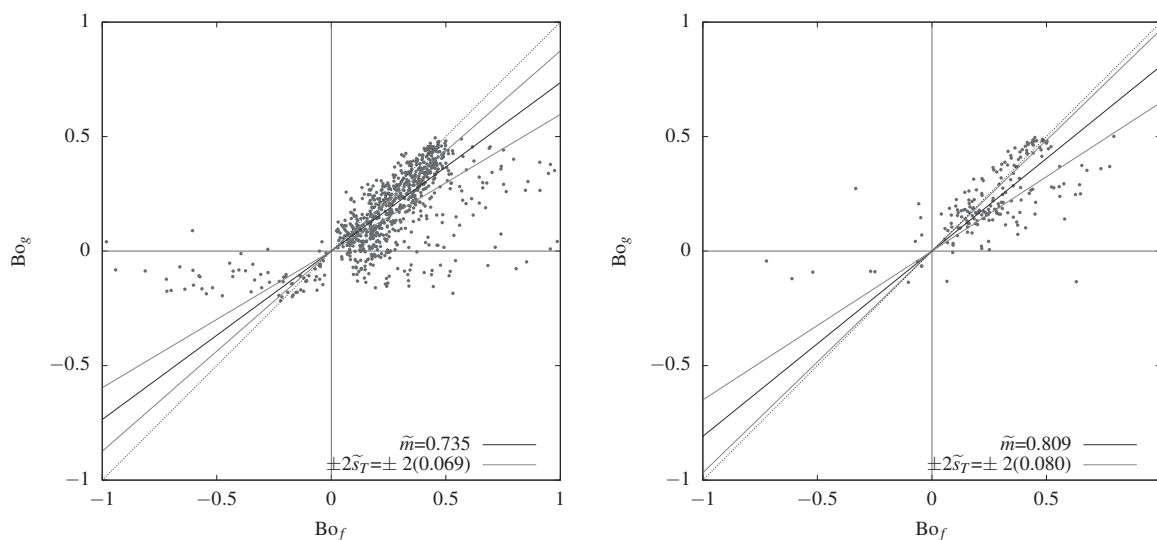 1
0.5
0
−0.5
−1
Bo_g
−1 −0.5 0 0.5 1
Bo_f
m̃=0.735
±2s̃_T=± 2(0.069)
1
0.5
0
−0.5
−1
Bo_g
−1 −0.5 0 0.5
Bo_f
m̃=0.809
±2s̃_T=± 2(0.080)